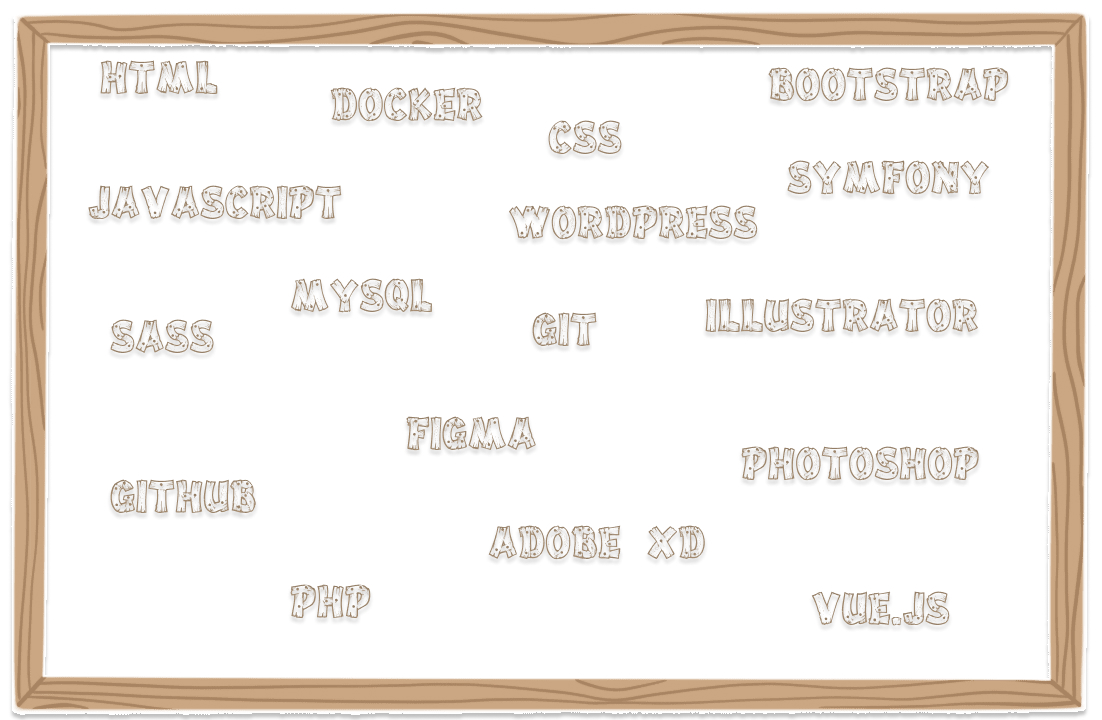 HTML
DOCKER
BOOTSTRAP
CSS
SYMFONY
JAVASCRIPT
WORDPRESS
MYSQL
ILLUSTRATOR
GIT
SASS
FIGMA
PHOTOSHOP
GITHUB
ADOBE XD
PHP
VUE.JS